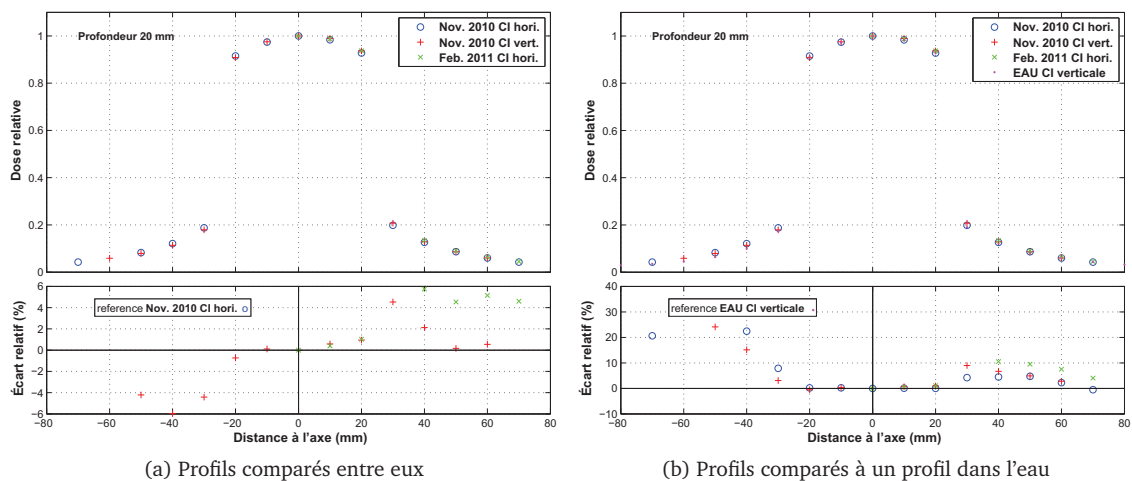 Profondeur 20 mm
Nov. 2010 CI hori.
Nov. 2010 CI vert.
Feb. 2011 CI hori.
Dose relative
1
0.8
0.6
0.4
0.2
0
reference Nov. 2010 CI hori.
Écart relatif (%)
6
4
2
0
−2
−4
−6
−80 −60 −40 −20 0 20 40 60 80
Distance à l'axe (mm)
(a) Profils comparés entre eux
Profondeur 20 mm
Nov. 2010 CI hori.
Nov. 2010 CI vert.
Feb. 2011 CI hori.
EAU CI verticale
Dose relative
1
0.8
0.6
0.4
0.2
0
reference EAU CI verticale
Écart relatif (%)
40
30
20
10
0
−10
−80 −60 −40 −20 0 20 40 60 80
Distance à l'axe (mm)
(b) Profils comparés à un profil dans l'eau